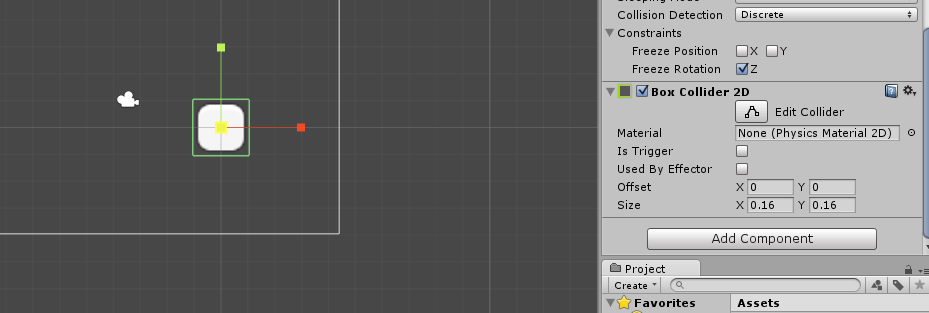 Collision Detection Discrete
Constraints
Freeze Position X Y
Freeze Rotation Z
Box Collider 2D
Edit Collider
Material None (Physics Material 2D)
Is Trigger
Used By Effector
Offset X 0 Y 0
Size X 0.16 Y 0.16
Add Component
Project
Create
Favorites Assets